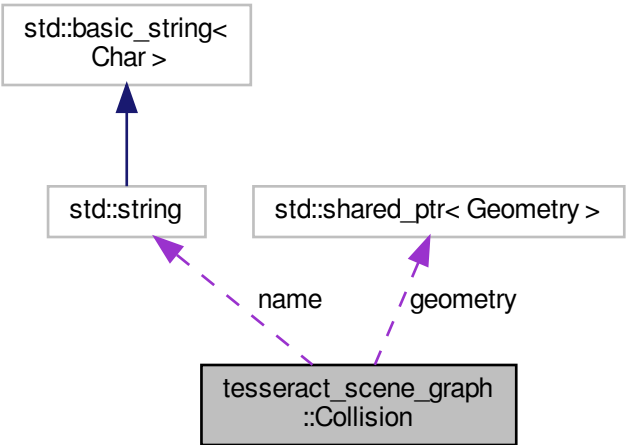 std::basic_string<
Char >
std::string
std::shared_ptr< Geometry >
name
geometry
tesseract_scene_graph
::Collision